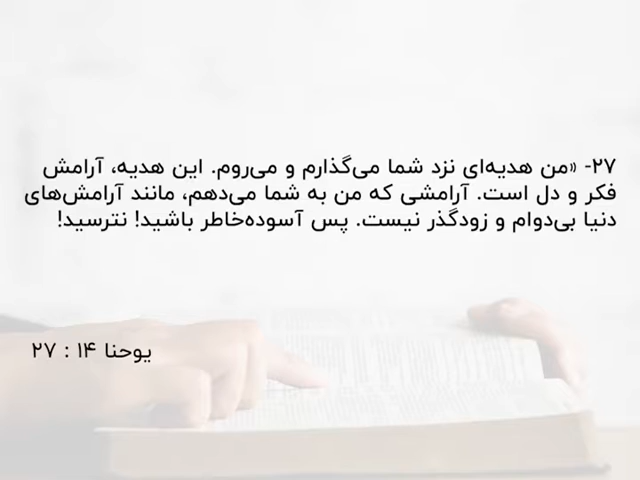 ۲۷- «من هدیه‌ای نزد شما می‌گذارم و می‌روم. این هدیه، آرامش
فکر و دل است. آرامشی که من به شما می‌دهم، مانند آرامش‌های
دنیا بی‌دوام و زودگذر نیست. پس آسوده‌خاطر باشید! نترسید!
یوحنا ۱۴ : ۲۷